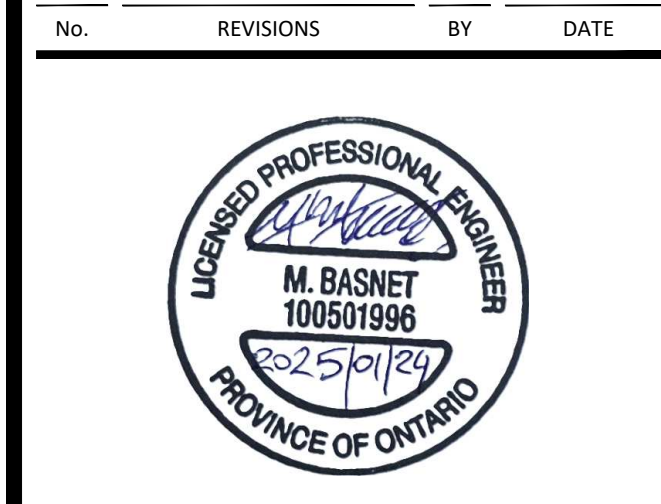 No. REVISIONS BY DATE
LICENSED PROFESSIONAL ENGINEER
M. BASNET
100501996
2025/01/24
PROVINCE OF ONTARIO